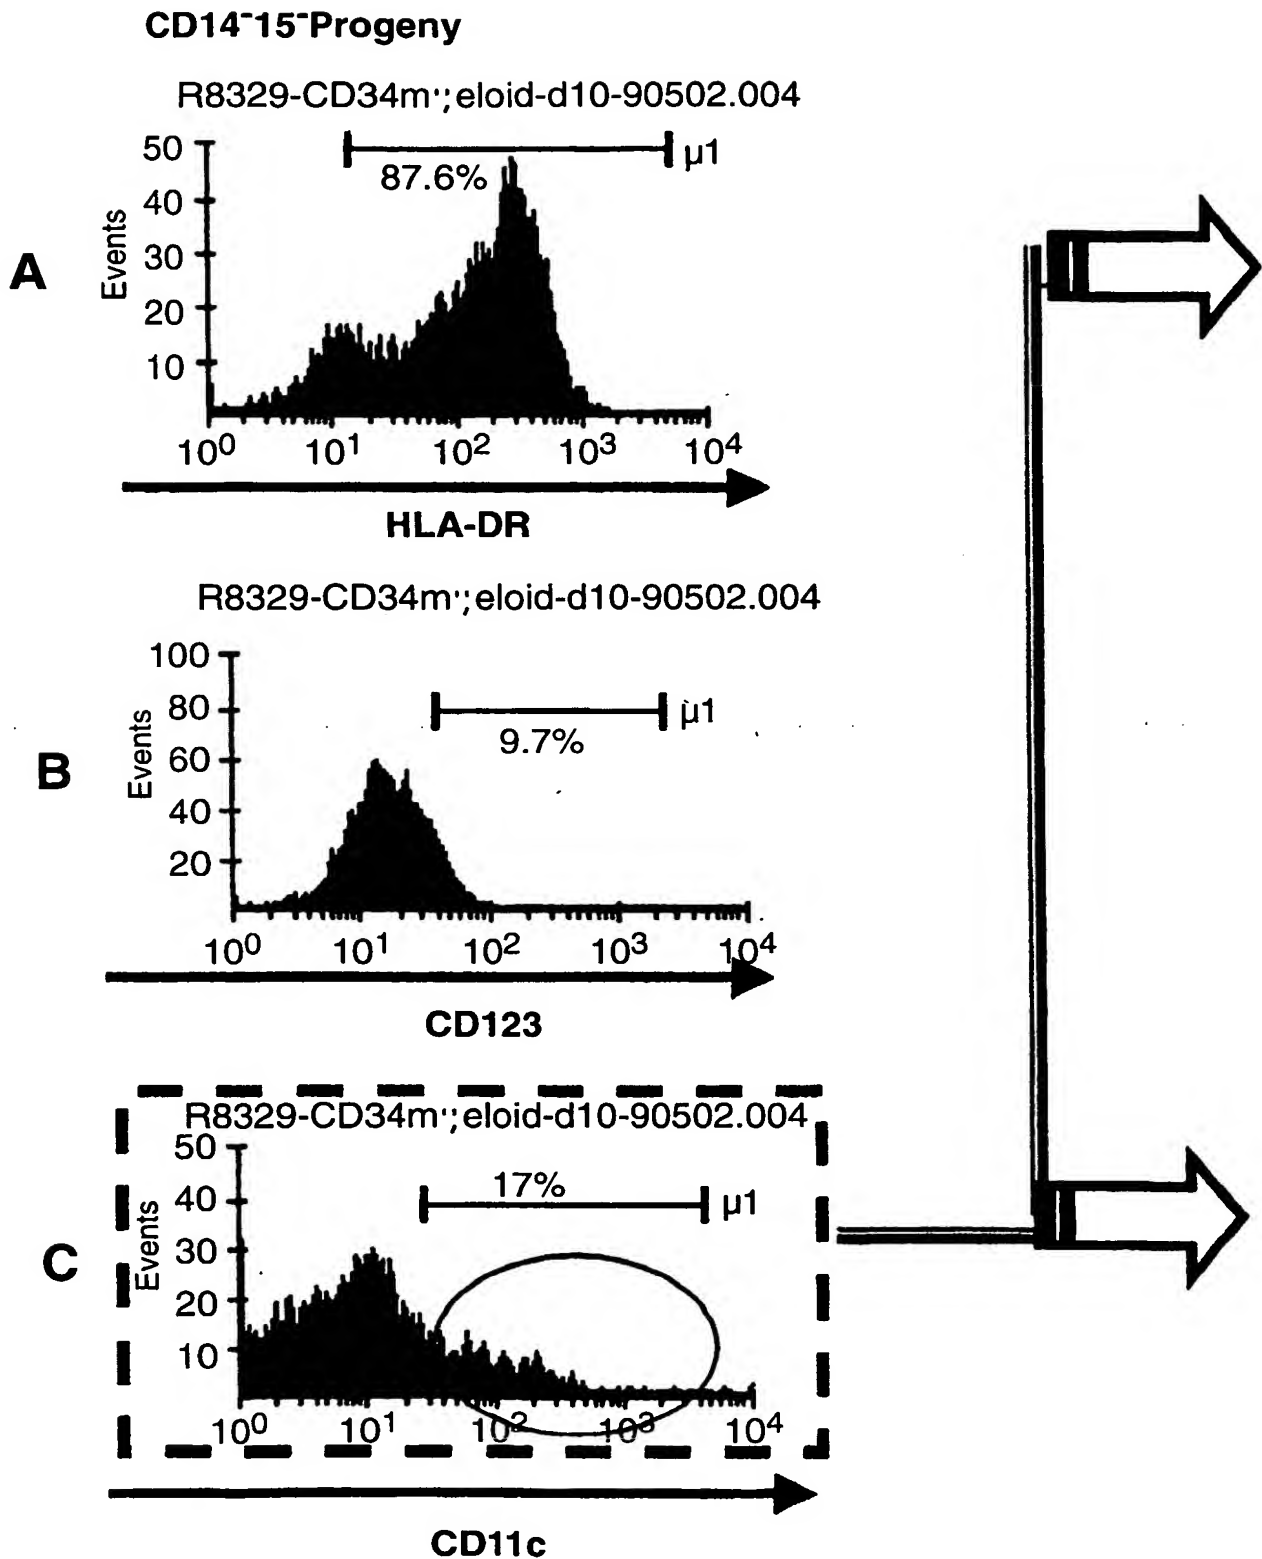 CD14⁻15⁻Progeny
R8329-CD34m'';eloid-d10-90502.004
50
40
30
20
10
Events
87.6%
µ1
A
10⁰ 10¹ 10² 10³ 10⁴
HLA-DR
R8329-CD34m'';eloid-d10-90502.004
100
80
60
40
20
Events
9.7%
µ1
B
10⁰ 10¹ 10² 10³ 10⁴
CD123
R8329-CD34m'';eloid-d10-90502.004
50
40
30
20
10
Events
17%
µ1
C
10⁰ 10¹ 10² 10³ 10⁴
CD11c